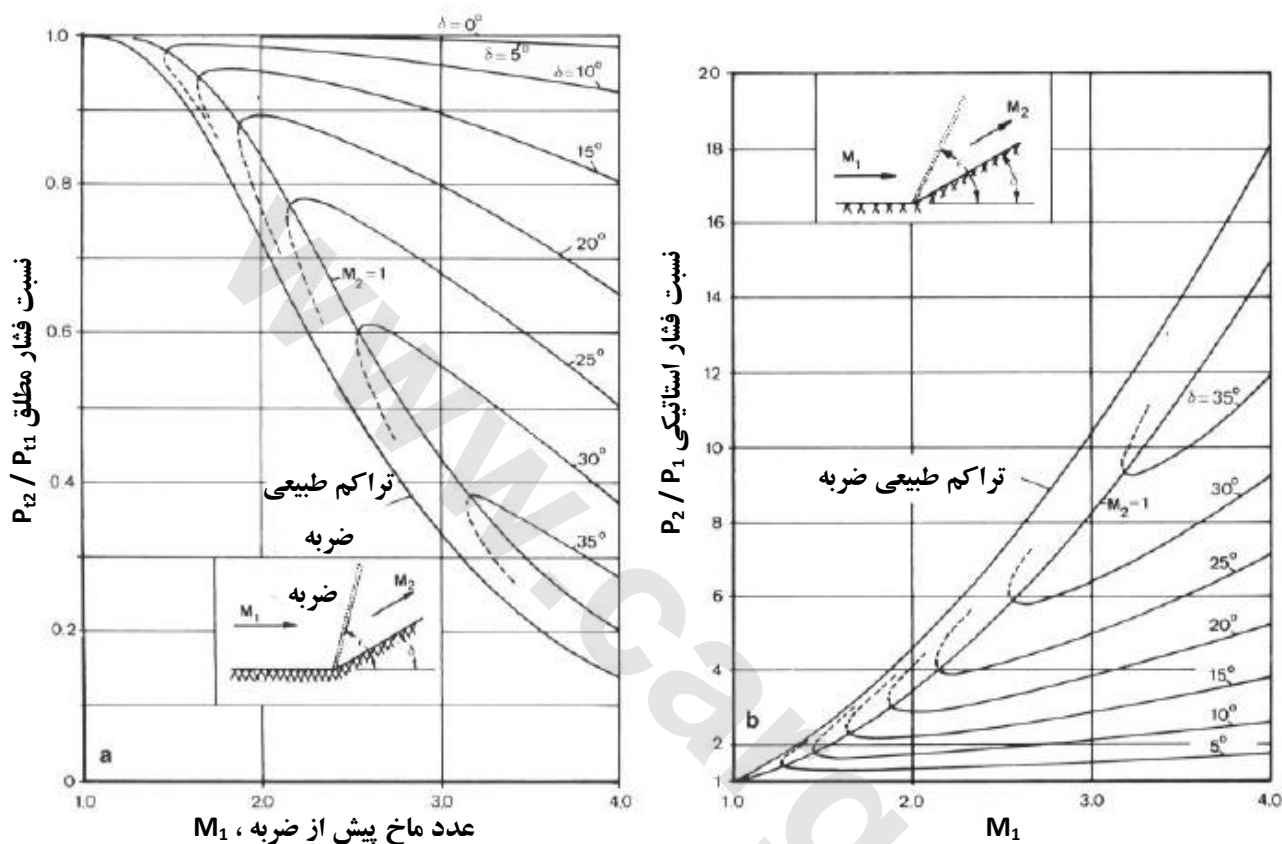 1.0
0.8
0.6
0.4
0.2
0
نسبت فشار مطلق Pt2 / Pt1
δ=0°
δ=5°
δ=10°
15°
20°
25°
30°
35°
M₂=1
تراکم طبیعی
ضربه
ضربه
M₁
M₂
δ
a
1.0
2.0
3.0
4.0
عدد ماخ پیش از ضربه ، M₁
20
18
16
14
12
10
8
6
4
2
1
نسبت فشار استاتیکی P₂ / P₁
M₁
M₂
δ
تراکم طبیعی ضربه
M₂=1
δ=35°
30°
25°
20°
15°
10°
5°
b
1.0
2.0
3.0
4.0
M₁